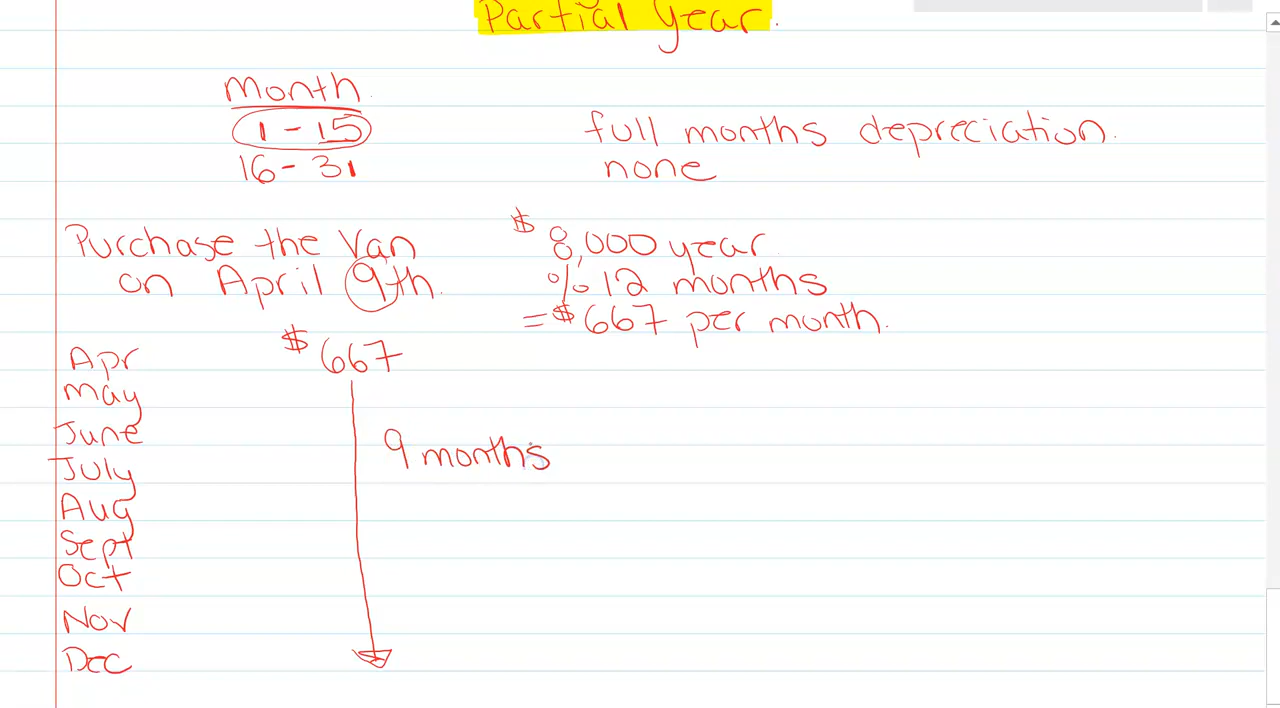 Partial Year.
Month
1 - 15 full months depreciation.
16 - 31 none
Purchase the Van $8,000 year
on April 9th. % 12 months
= $667 per month.
Apr $667
May
June
9 months
July
Aug
Sept
Oct
Nov
Dec